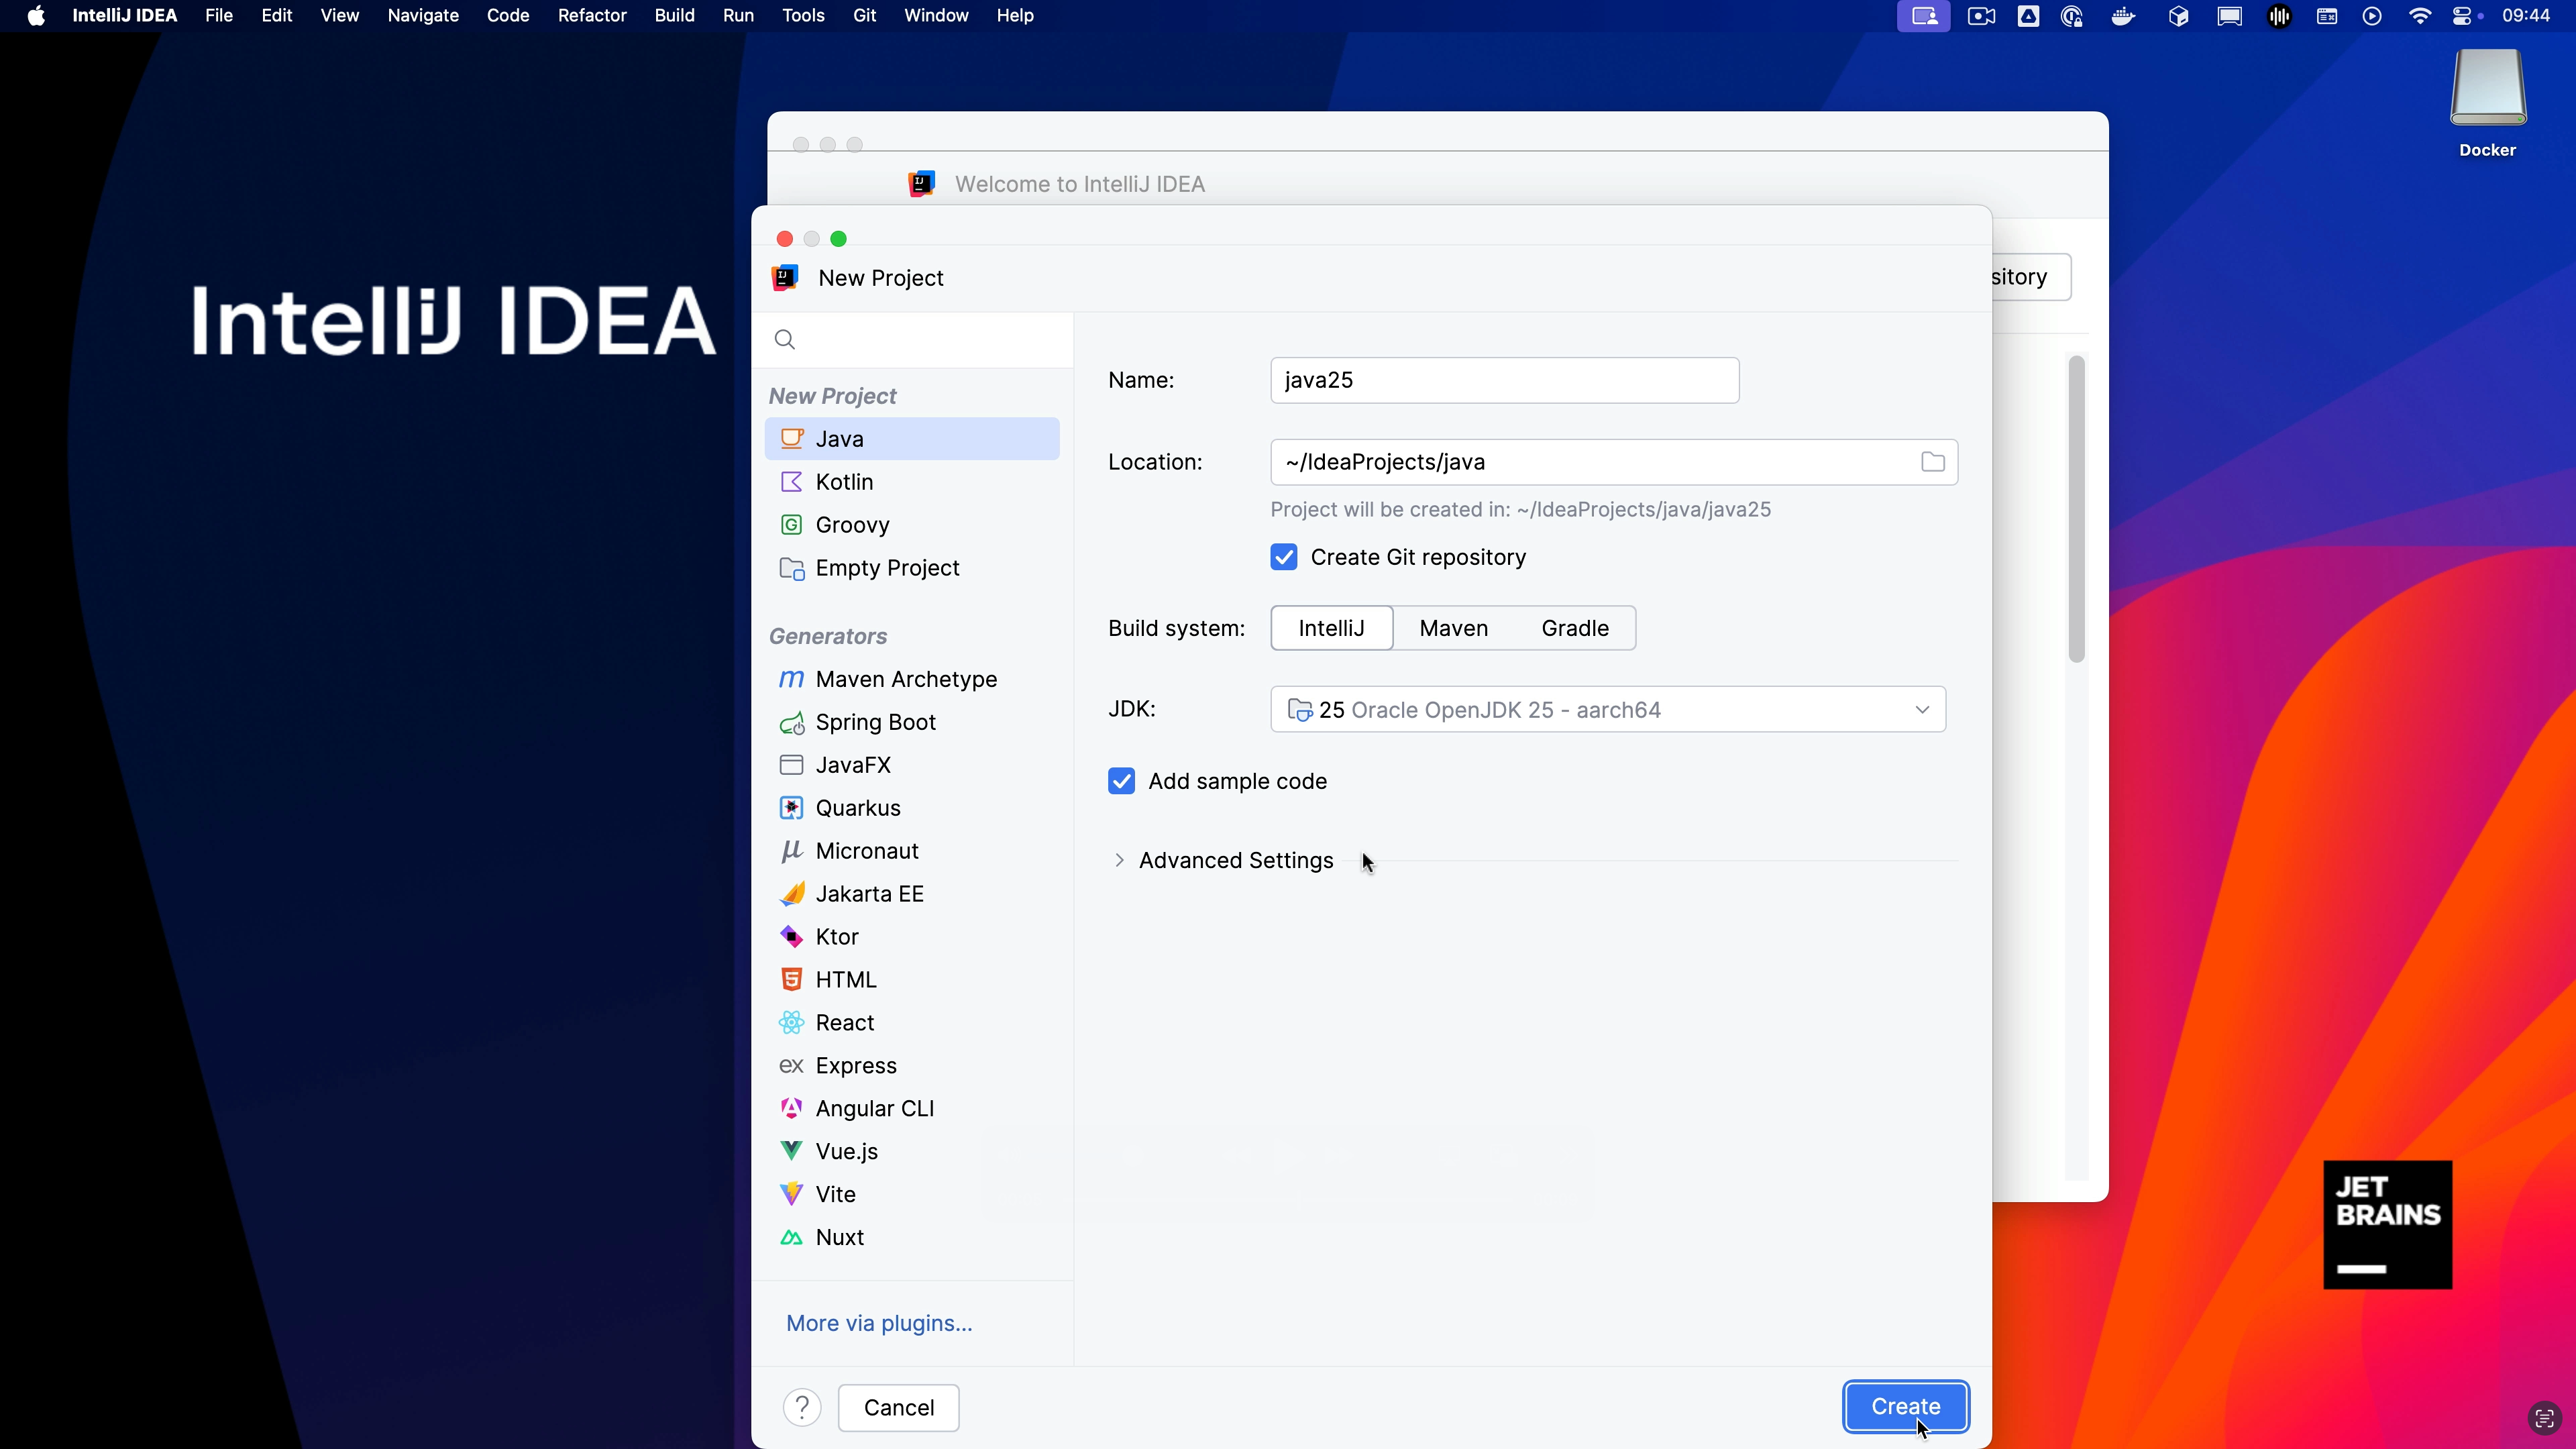 IntelliJ IDEA File Edit View Navigate Code Refactor Build Run Tools Git Window Help 09:44
Docker
Welcome to IntelliJ IDEA
sitory
IntelliJ IDEA
New Project
New Project
Java
Kotlin
Groovy
Empty Project
Generators
Maven Archetype
Spring Boot
JavaFX
Quarkus
Micronaut
Jakarta EE
Ktor
HTML
React
ex Express
Angular CLI
Vue.js
Vite
Nuxt
More via plugins...
Name: java25
Location: ~/IdeaProjects/java
Project will be created in: ~/IdeaProjects/java/java25
Create Git repository
Build system: IntelliJ Maven Gradle
JDK: 25 Oracle OpenJDK 25 - aarch64
Add sample code
Advanced Settings
? Cancel Create
JET
BRAINS